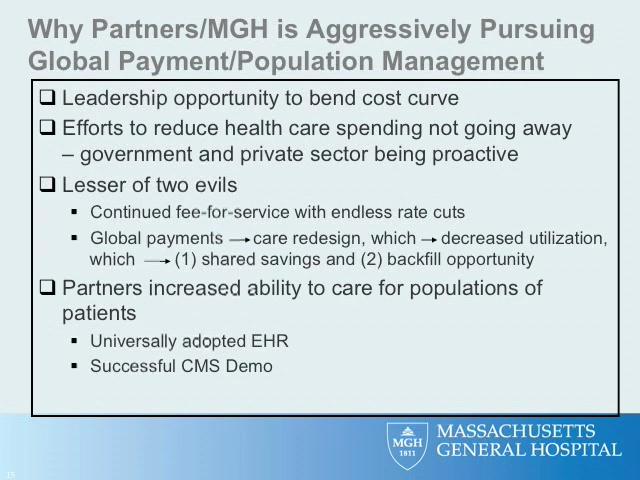 Why Partners/MGH is Aggressively Pursuing
Global Payment/Population Management
❑ Leadership opportunity to bend cost curve
❑ Efforts to reduce health care spending not going away
– government and private sector being proactive
❑ Lesser of two evils
▪ Continued fee-for-service with endless rate cuts
▪ Global payments → care redesign, which → decreased utilization,
which → (1) shared savings and (2) backfill opportunity
❑ Partners increased ability to care for populations of
patients
▪ Universally adopted EHR
▪ Successful CMS Demo
MGH
1811
MASSACHUSETTS
GENERAL HOSPITAL
15